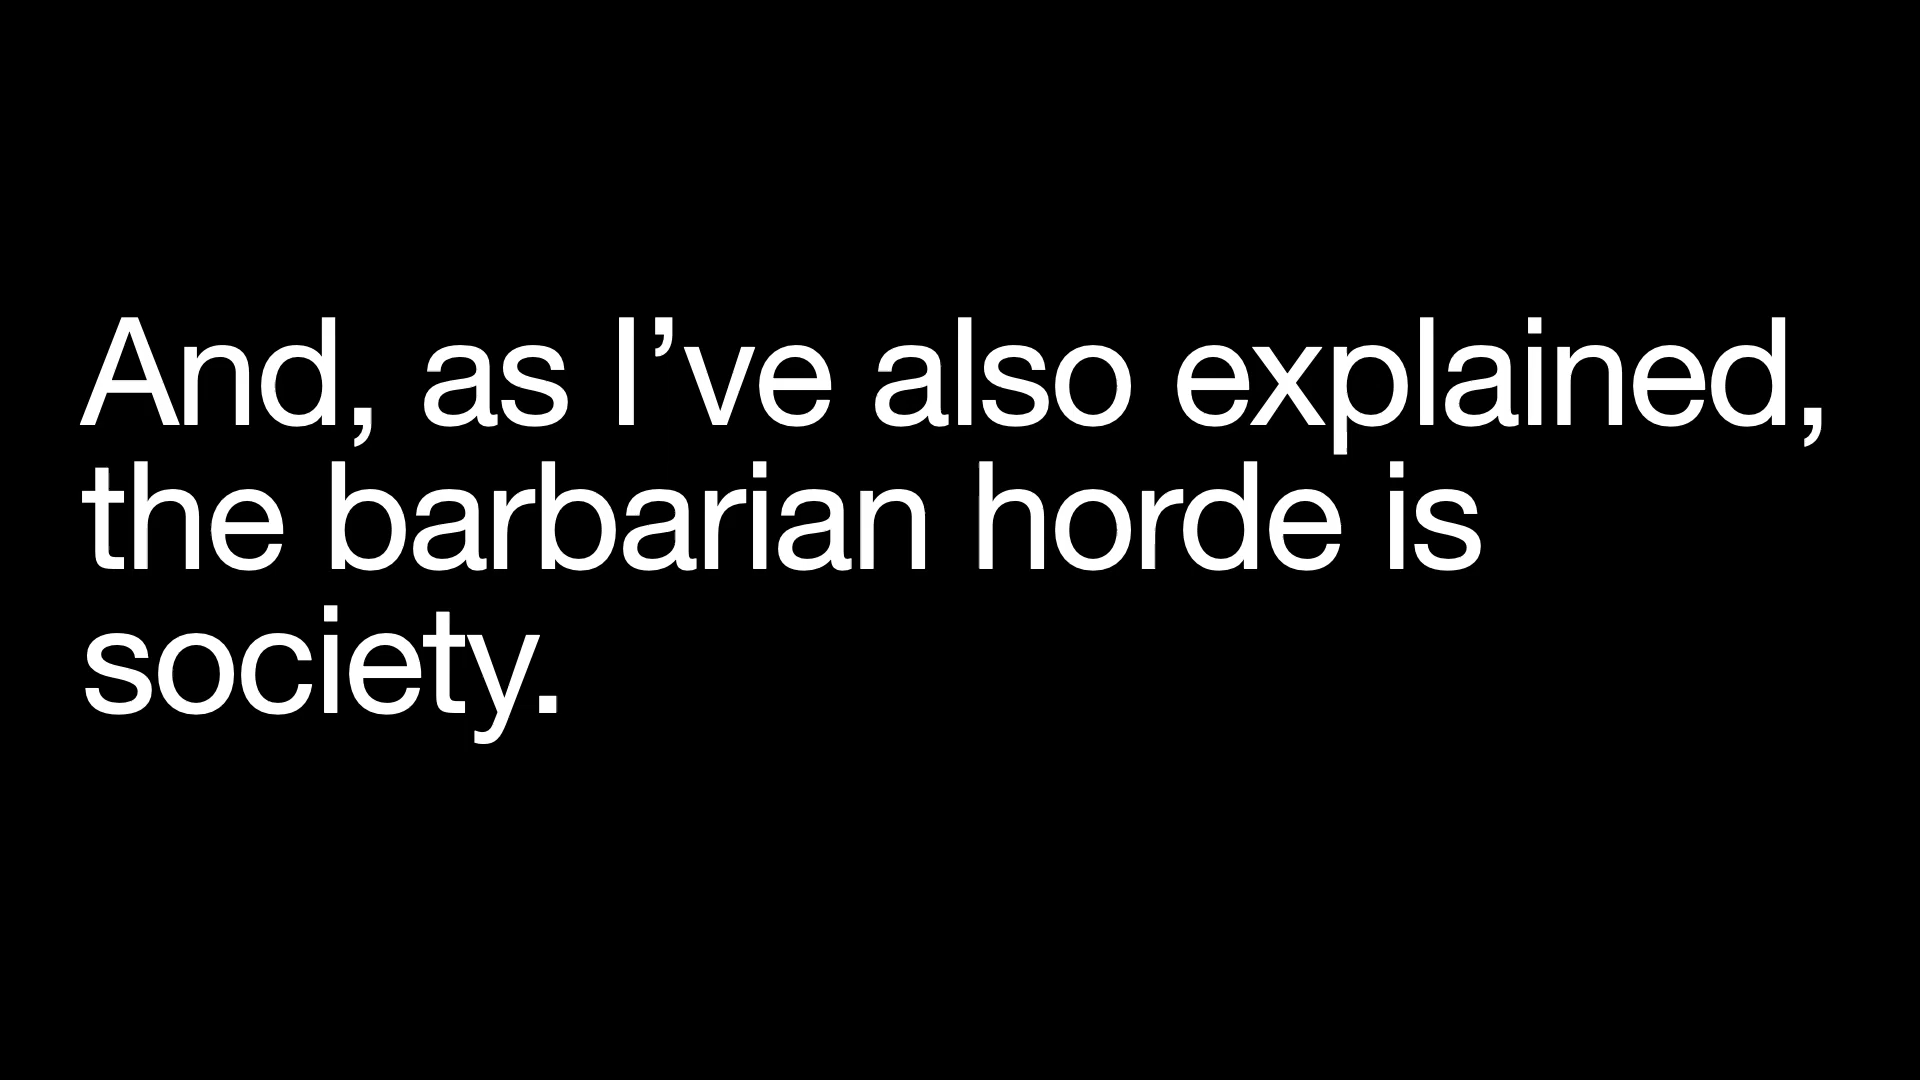 And, as I’ve also explained,
the barbarian horde is
society.